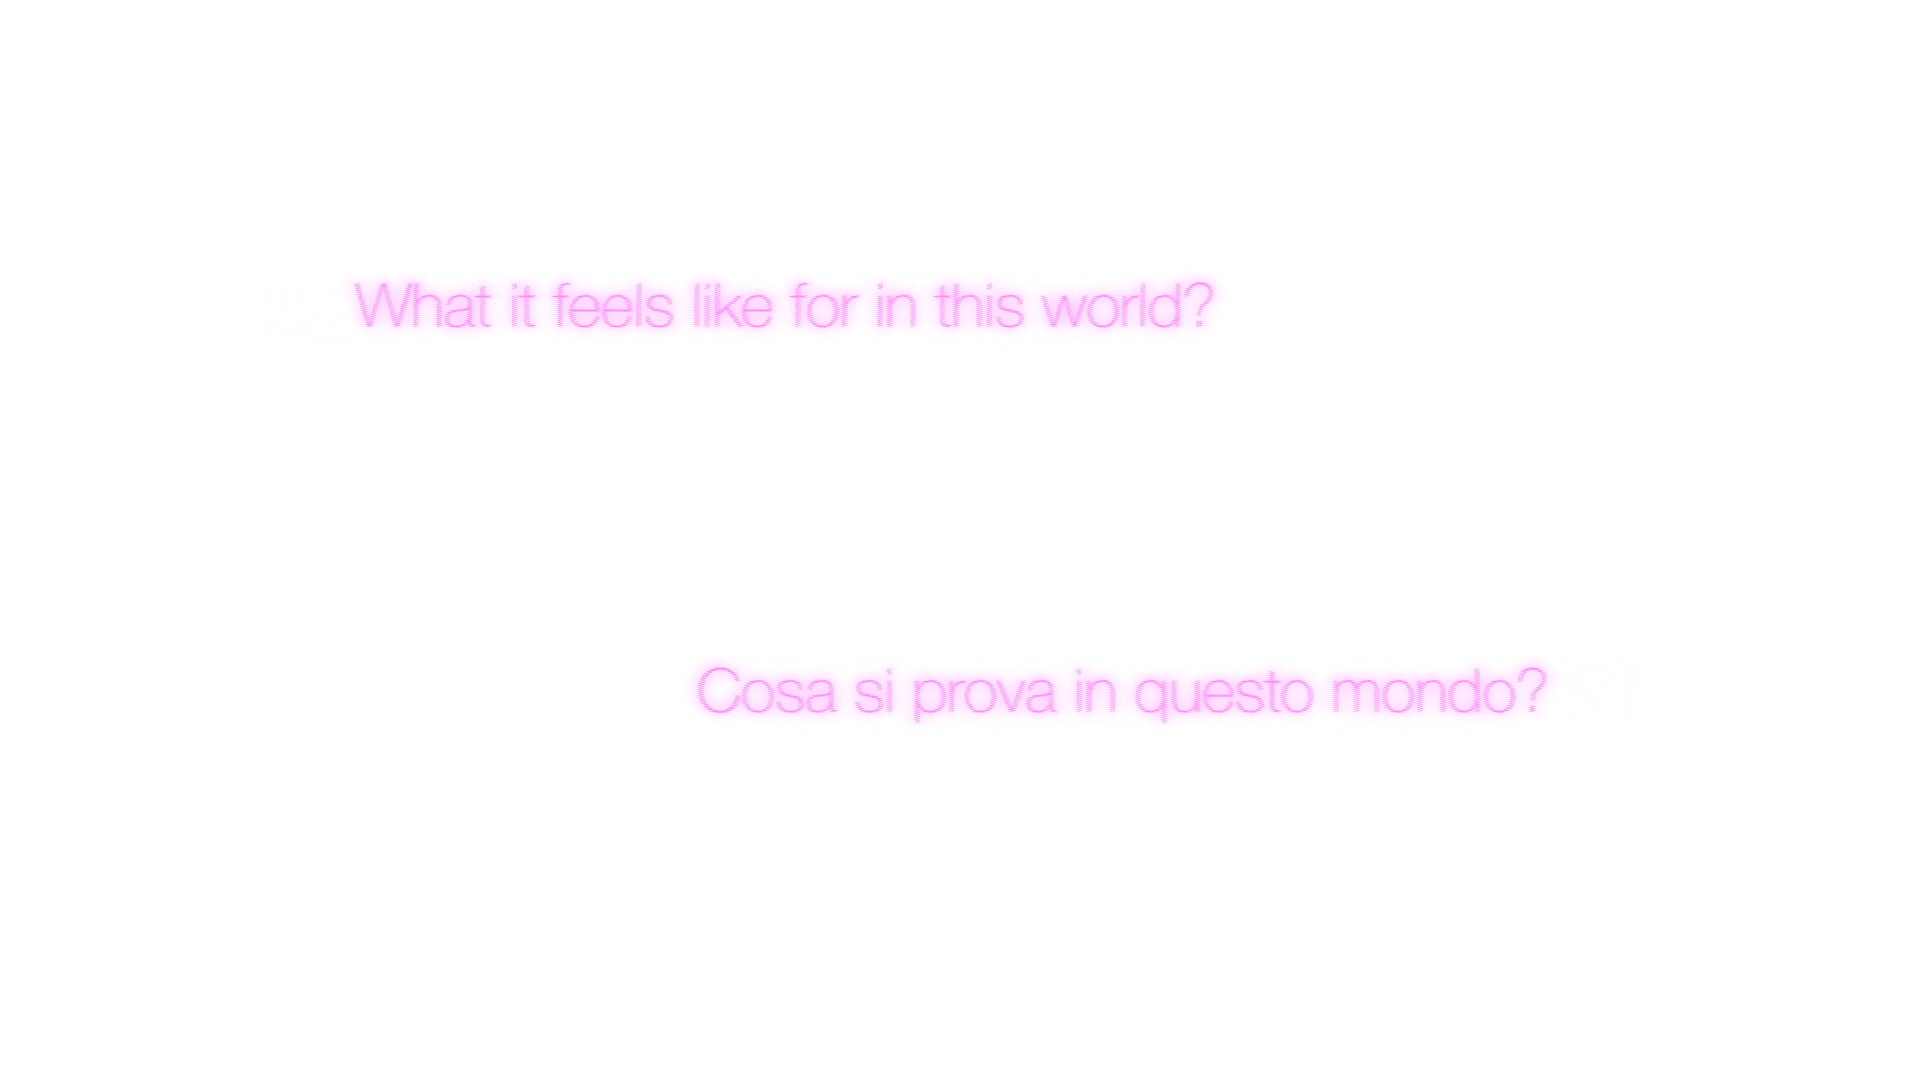 What it feels like for in this world?
Cosa si prova in questo mondo?